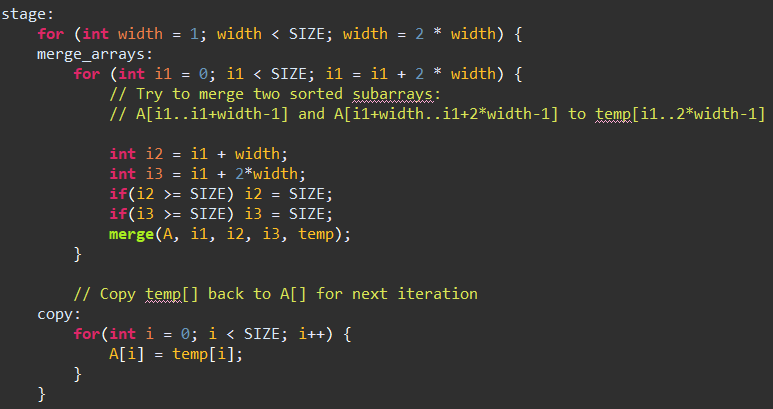 stage:
    for (int width = 1; width < SIZE; width = 2 * width) {
    merge_arrays:
        for (int i1 = 0; i1 < SIZE; i1 = i1 + 2 * width) {
            // Try to merge two sorted subarrays:
            // A[i1..i1+width-1] and A[i1+width..i1+2*width-1] to temp[i1..2*width-1]

            int i2 = i1 + width;
            int i3 = i1 + 2*width;
            if(i2 >= SIZE) i2 = SIZE;
            if(i3 >= SIZE) i3 = SIZE;
            merge(A, i1, i2, i3, temp);
        }

        // Copy temp[] back to A[] for next iteration
    copy:
        for(int i = 0; i < SIZE; i++) {
            A[i] = temp[i];
        }
    }